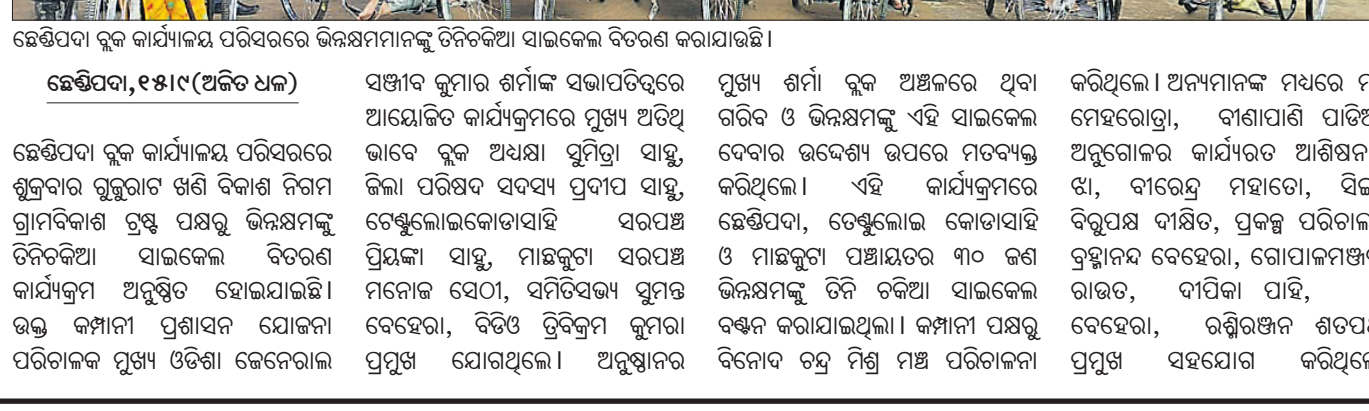 ଛେଣ୍ଡିପଦା ବ୍ଲକ କାର୍ଯ୍ୟାଳୟ ପରିସରରେ ଭିନ୍ନକ୍ଷମମାନଙ୍କୁ ତିନିଚକିଆ ସାଇକେଲ ବିତରଣ କରାଯାଉଛି।
ଛେଣ୍ଡିପଦା,୧୫।୯(ଅଜିତ ଧଳ)
ଛେଣ୍ଡିପଦା ବ୍ଲକ କାର୍ଯ୍ୟାଳୟ ପରିସରରେ
ଶୁକ୍ରବାର ଗୁଜୁରାଟ ଖଣି ବିକାଶ ନିଗମ
ଗ୍ରାମବିକାଶ ଟ୍ରଷ୍ଟ ପକ୍ଷରୁ ଭିନ୍ନକ୍ଷମଙ୍କୁ
ତିନିଚକିଆ ସାଇକେଲ ବିତରଣ
କାର୍ଯ୍ୟକ୍ରମ ଅନୁଷ୍ଠିତ ହୋଇଯାଇଛି।
ଉକ୍ତ କମ୍ପାନୀ ପ୍ରଶାସନ ଯୋଜନା
ପରିଚାଳକ ମୁଖ୍ୟ ଓଡିଶା ଜେନେରାଲ
ସଞ୍ଜୀବ କୁମାର ଶର୍ମାଙ୍କ ସଭାପତିତ୍ୱରେ
ଆୟୋଜିତ କାର୍ଯ୍ୟକ୍ରମରେ ମୁଖ୍ୟ ଅତିଥି
ଭାବେ ବ୍ଲକ ଅଧ୍ୟକ୍ଷା ସୁମିତ୍ରା ସାହୁ,
ଜିଲା ପରିଷଦ ସଦସ୍ୟ ପ୍ରଦୀପ ସାହୁ,
ଟେଣ୍ଟୁଲୋଇକୋଡାସାହି ସରପଞ୍ଚ
ପ୍ରିୟଙ୍କା ସାହୁ, ମାଛକୁଟା ସରପଞ୍ଚ
ମନୋଜ ସେଠୀ, ସମିତିସଭ୍ୟ ସୁମନ୍ତ
ବେହେରା, ବିଡିଓ ତ୍ରିବିକ୍ରମ କୁମରା
ପ୍ରମୁଖ ଯୋଗଥିଲେ। ଅନୁଷ୍ଠାନର
ମୁଖ୍ୟ ଶର୍ମା ବ୍ଲକ ଅଞ୍ଚଳରେ ଥିବା
ଗରିବ ଓ ଭିନ୍ନକ୍ଷମଙ୍କୁ ଏହି ସାଇକେଲ
ଦେବାର ଉଦ୍ଦେଶ୍ୟ ଉପରେ ମତବ୍ୟକ୍ତ
କରିଥିଲେ। ଏହି କାର୍ଯ୍ୟକ୍ରମରେ
ଛେଣ୍ଡିପଦା, ତେଣ୍ଟୁଲୋଇ କୋଡାସାହି
ଓ ମାଛକୁଟା ପଞ୍ଚାୟତର ୩୦ ଜଣ
ଭିନ୍ନକ୍ଷମଙ୍କୁ ତିନି ଚକିଆ ସାଇକେଲ
ବଣ୍ଟନ କରାଯାଇଥିଲା। କମ୍ପାନୀ ପକ୍ଷରୁ
ବିନୋଦ ଚନ୍ଦ୍ର ମିଶ୍ର ମଞ୍ଚ ପରିଚାଳନା
କରିଥିଲେ। ଅନ୍ୟମାନଙ୍କ ମଧ୍ୟରେ
ମେହରୋତ୍ରା, ବୀଣାପାଣି
ଅନୁଗୋଳର କାର୍ଯ୍ୟରତ ଆଶିଷନ
ଝା, ବୀରେନ୍ଦ୍ର ମହାତୋ,
ବିରୁପକ୍ଷ ଦୀକ୍ଷିତ, ପ୍ରକଳ୍ପ
ବ୍ରହ୍ମାନନ୍ଦ ବେହେରା,
ରାଉତ, ଦୀପିକା ପାହି,
ବେହେରା, ରଶ୍ମିରଞ୍ଜନ
ପ୍ରମୁଖ ସହଯୋଗ